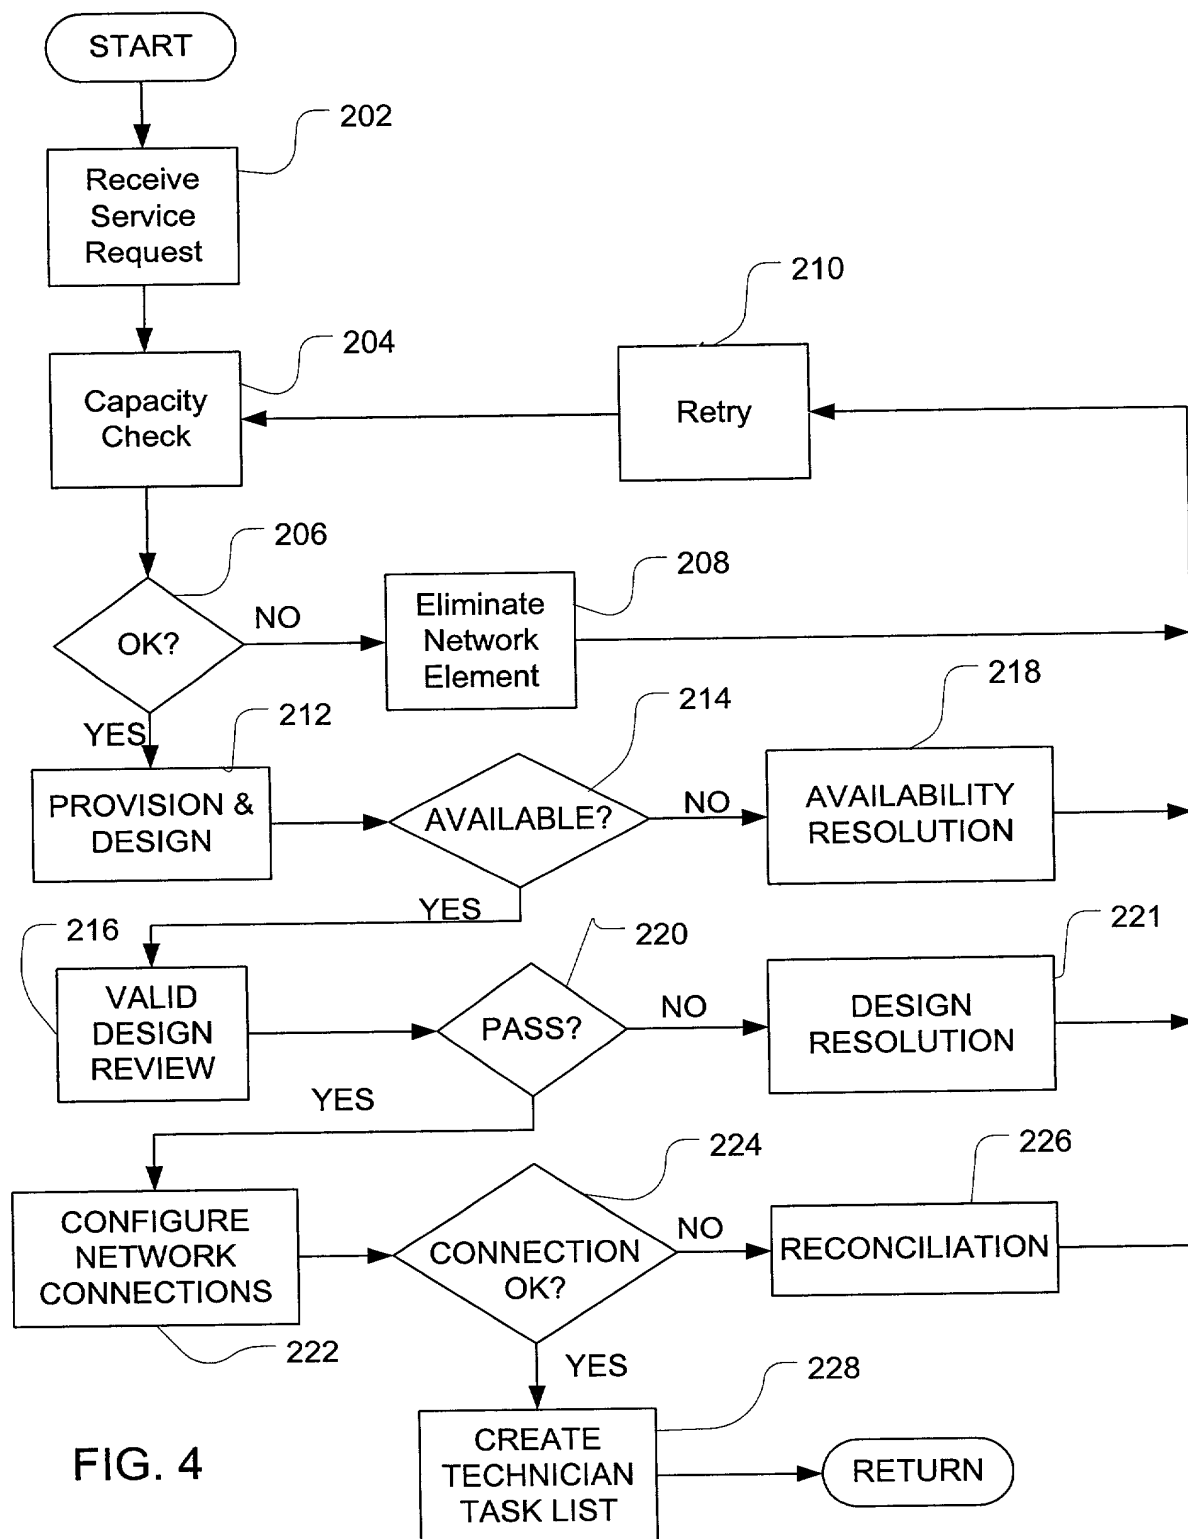 START
202
Receive
Service
Request
210
204
Capacity
Check
Retry
206
208
OK?
NO
Eliminate
Network
Element
218
214
YES
212
PROVISION &
DESIGN
AVAILABLE?
NO
AVAILABILITY
RESOLUTION
YES
216
220
221
VALID
DESIGN
REVIEW
PASS?
NO
DESIGN
RESOLUTION
YES
224
226
CONFIGURE
NETWORK
CONNECTIONS
CONNECTION
OK?
NO
RECONCILIATION
222
YES
228
CREATE
TECHNICIAN
TASK LIST
RETURN
FIG. 4